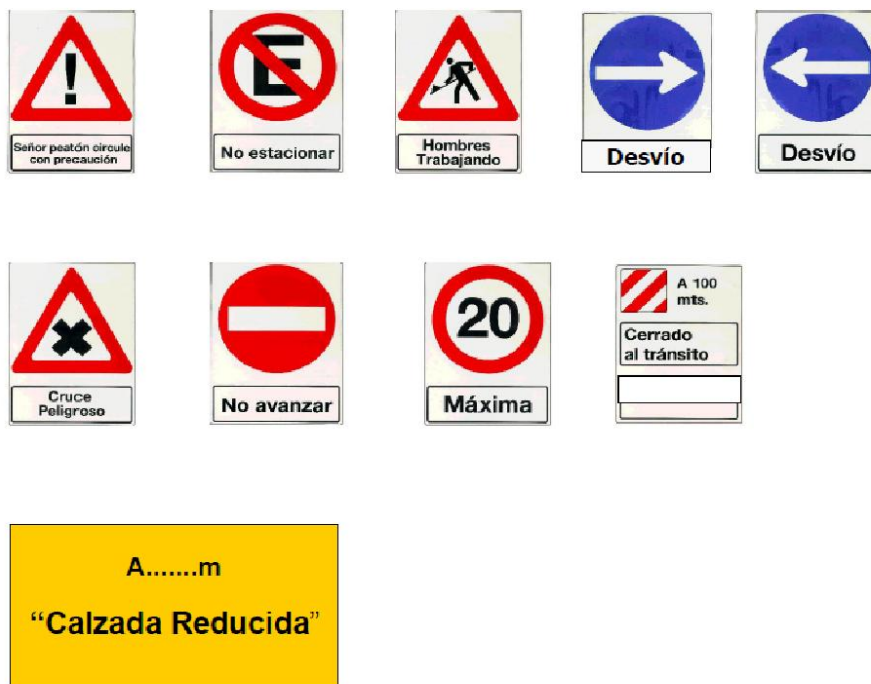 !
Señor peatón circule
con precaución
E
No estacionar
Hombres
Trabajando
Desvío
Desvío
Cruce
Peligroso
No avanzar
20
Máxima
A 100
mts.
Cerrado
al tránsito
A.......m
“Calzada Reducida”